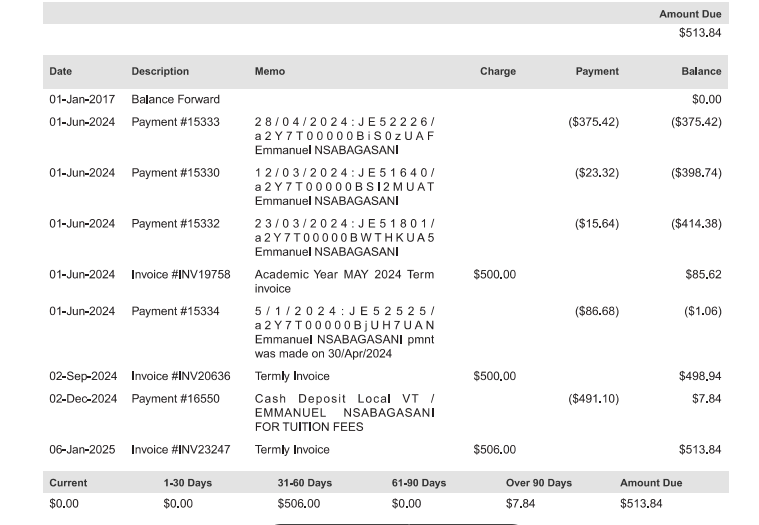 Amount Due
$513.84
Date Description Memo Charge Payment Balance
01-Jan-2017 Balance Forward $0.00
01-Jun-2024 Payment #15333 28/04/2024:JE52226/ ($375.42) ($375.42)
a2Y7T00000BiS0zUAF
Emmanuel NSABAGASANI
01-Jun-2024 Payment #15330 12/03/2024:JE51640/ ($23.32) ($398.74)
a2Y7T00000BSI2MUAT
Emmanuel NSABAGASANI
01-Jun-2024 Payment #15332 23/03/2024:JE51801/ ($15.64) ($414.38)
a2Y7T00000BWTHKUA5
Emmanuel NSABAGASANI
01-Jun-2024 Invoice #INV19758 Academic Year MAY 2024 Term $500.00 $85.62
invoice
01-Jun-2024 Payment #15334 5/1/2024:JE52525/ ($86.68) ($1.06)
a2Y7T00000BjUH7UAN
Emmanuel NSABAGASANI pmnt
was made on 30/Apr/2024
02-Sep-2024 Invoice #INV20636 Termly Invoice $500.00 $498.94
02-Dec-2024 Payment #16550 Cash Deposit Local VT / ($491.10) $7.84
EMMANUEL NSABAGASANI
FOR TUITION FEES
06-Jan-2025 Invoice #INV23247 Termly Invoice $506.00 $513.84
Current 1-30 Days 31-60 Days 61-90 Days Over 90 Days Amount Due
$0.00 $0.00 $506.00 $0.00 $7.84 $513.84